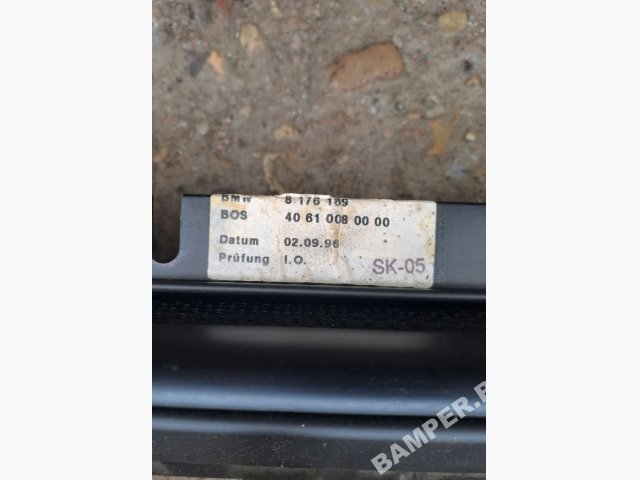 BMW 8 176 169
BOS 40 61 008 00 00
Datum 02.09.96
Prüfung I.O.
SK-05
BAMPER.B